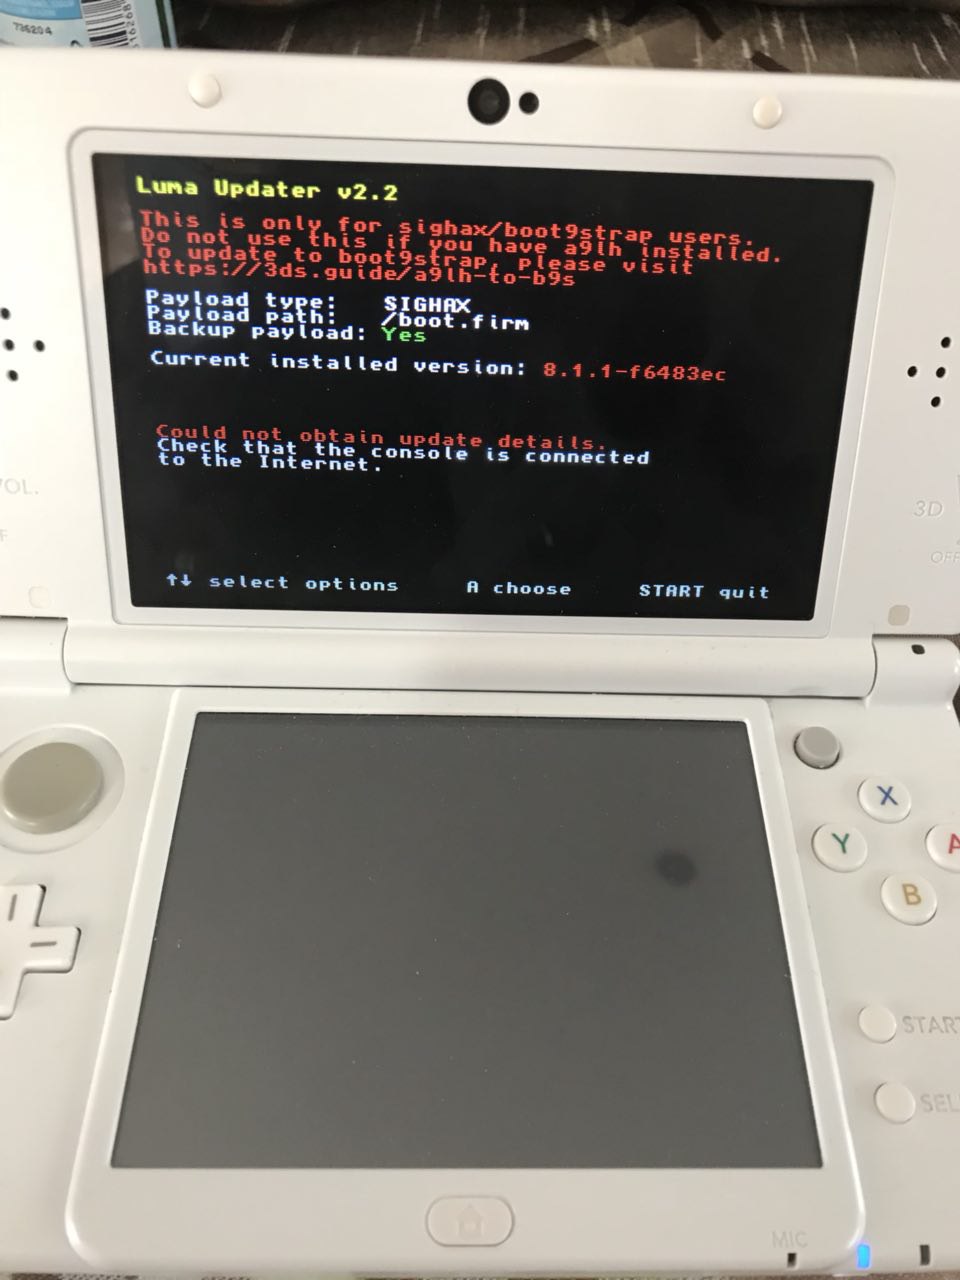 736204
Luma Updater v2.2
This is only for sighax/boot9strap users.
Do not use this if you have a9lh installed.
To update to boot9strap, please visit
https://3ds.guide/a9lh-to-b9s
Payload type: SIGHAX
Payload path: /boot.firm
Backup payload: Yes
Current installed version: 8.1.1-f6483ec
Could not obtain update details.
Check that the console is connected
to the Internet.
↑↓ select options A choose START quit
VOL.
3D
OFF
X
Y
A
B
START
SEL
MIC